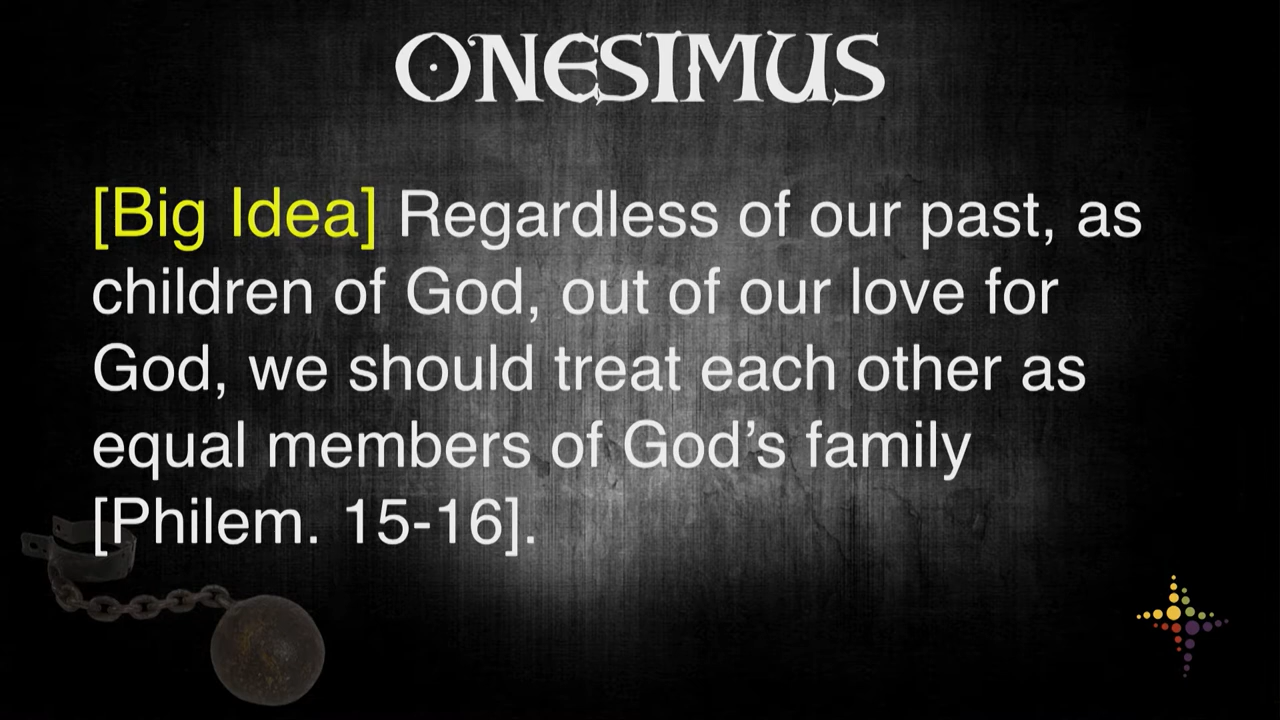 ONESIMUS
[Big Idea] Regardless of our past, as
children of God, out of our love for
God, we should treat each other as
equal members of God’s family
[Philem. 15-16].